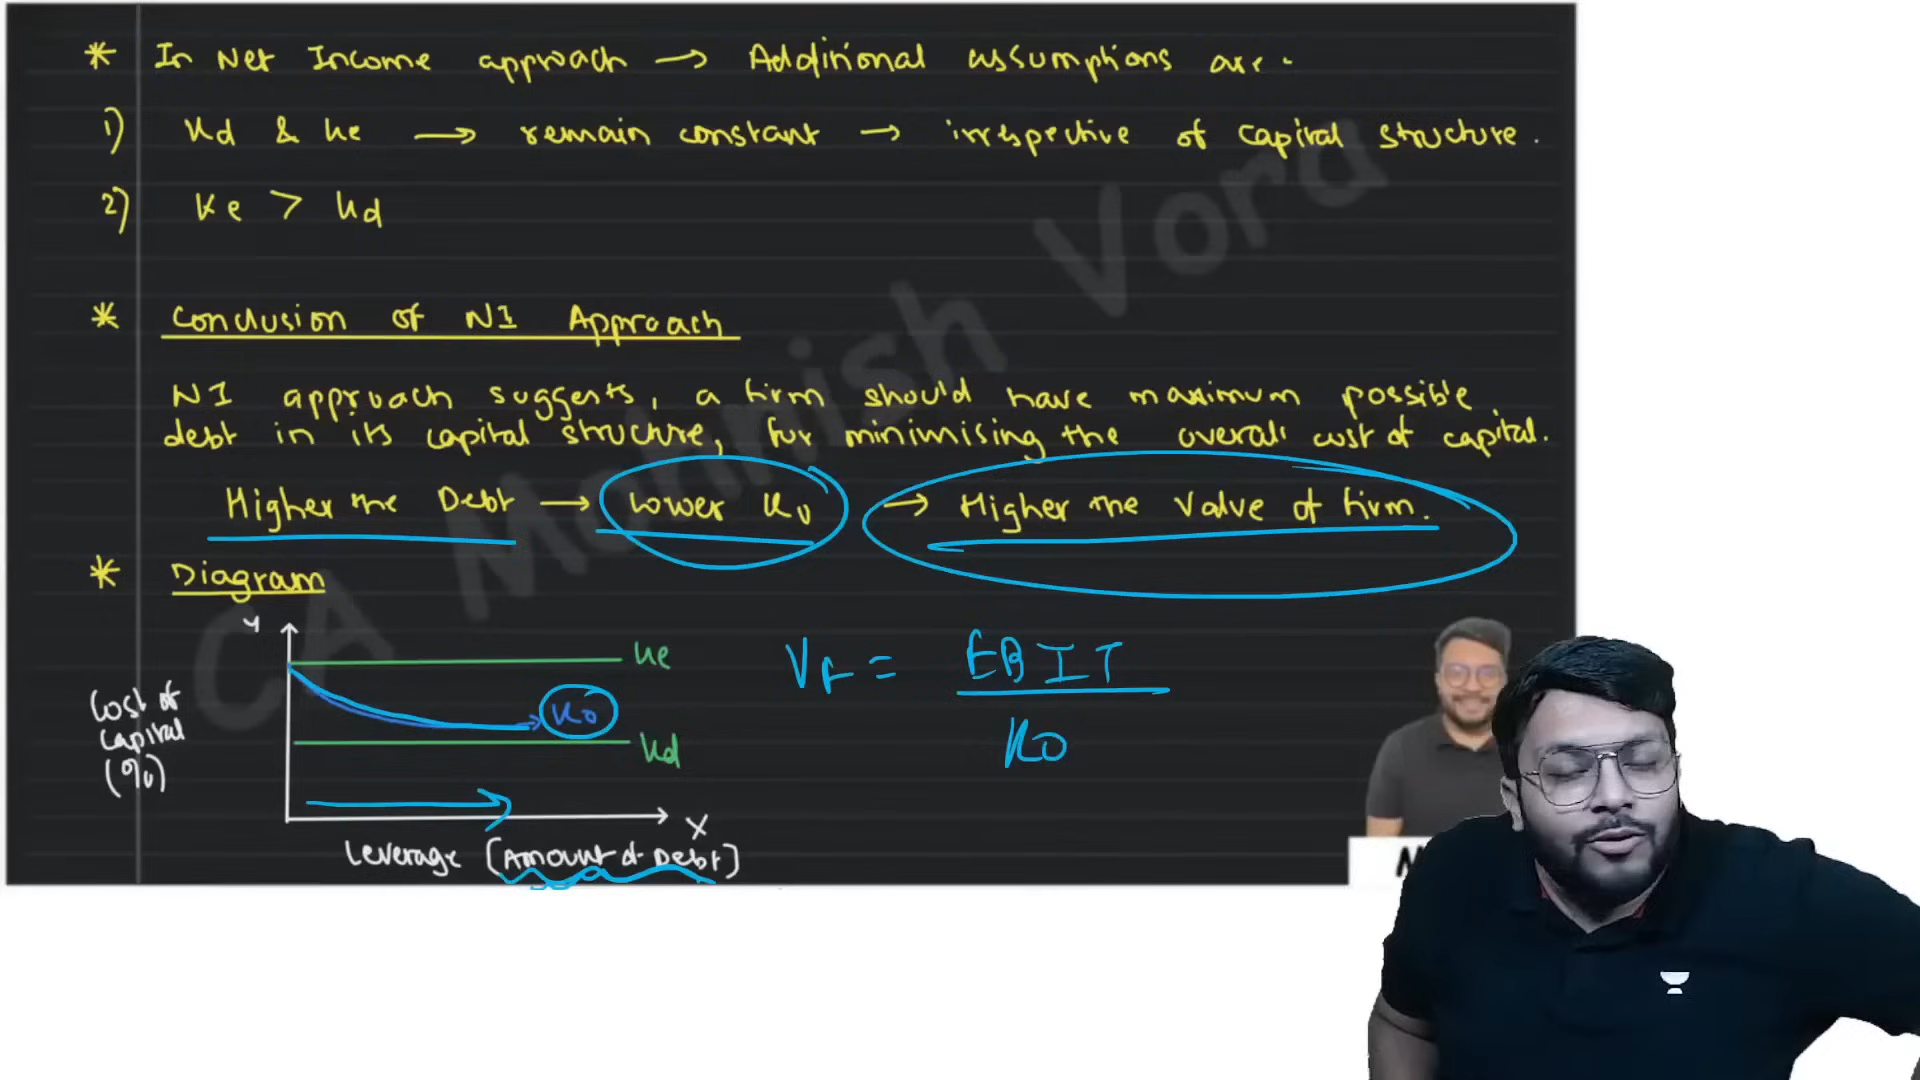 * In Net Income approach → Additional assumptions are.
1) Kd & Ke → remain constant → irrespective of capital structure.
2) Ke > Kd
* Conclusion of NI Approach
NI approach suggests, a firm should have maximum possible
debt in its capital structure, for minimising the overall cost of capital.
Higher the Debt → Lower Ko → Higher the Value of firm.
* Diagram
Y
Ke
Cost of
capital
(%)
Ko
Kd
X
Leverage (Amount of Debt)
VF = EBIT
Ko
CA Mohnish Vora